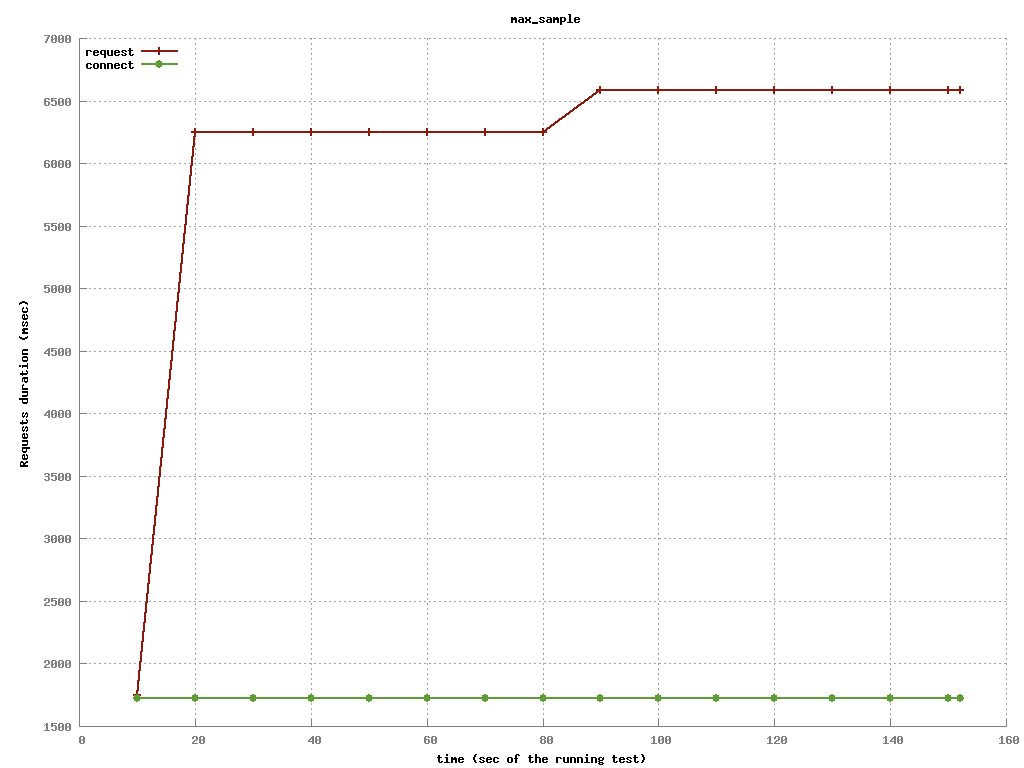 max_sample
7000
request
connect
6500
6000
5500
5000
4500
4000
3500
3000
2500
2000
1500
Requests duration (msec)
0 20 40 60 80 100 120 140 160
time (sec of the running test)